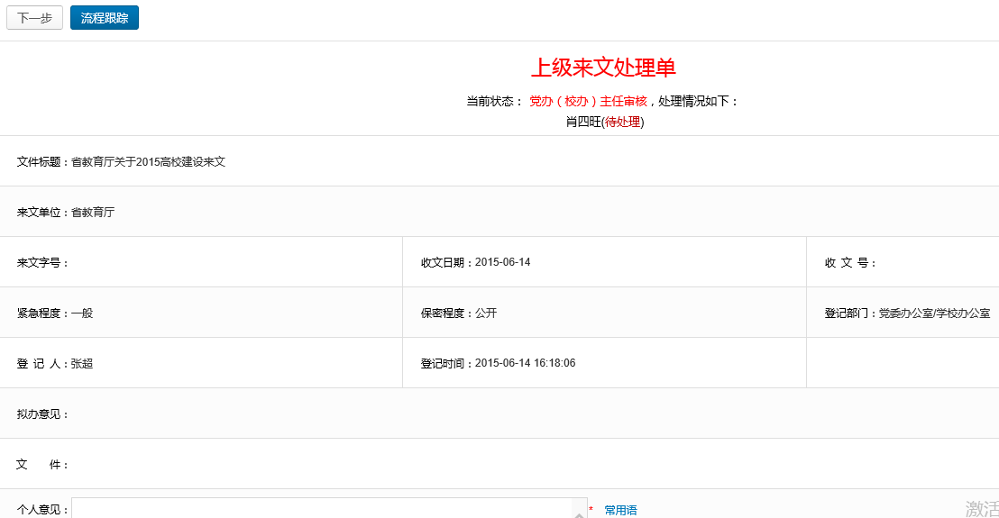 下一步 流程跟踪
上级来文处理单
当前状态： 党办（校办）主任审核，处理情况如下：
肖四旺(待处理)
文件标题：省教育厅关于2015高校建设来文
来文单位：省教育厅
来文字号： 收文日期：2015-06-14 收 文 号：
紧急程度：一般 保密程度：公开 登记部门：党委办公室/学校办公室
登 记 人：张超 登记时间：2015-06-14 16:18:06
拟办意见：
文 件：
个人意见： * 常用语
激活